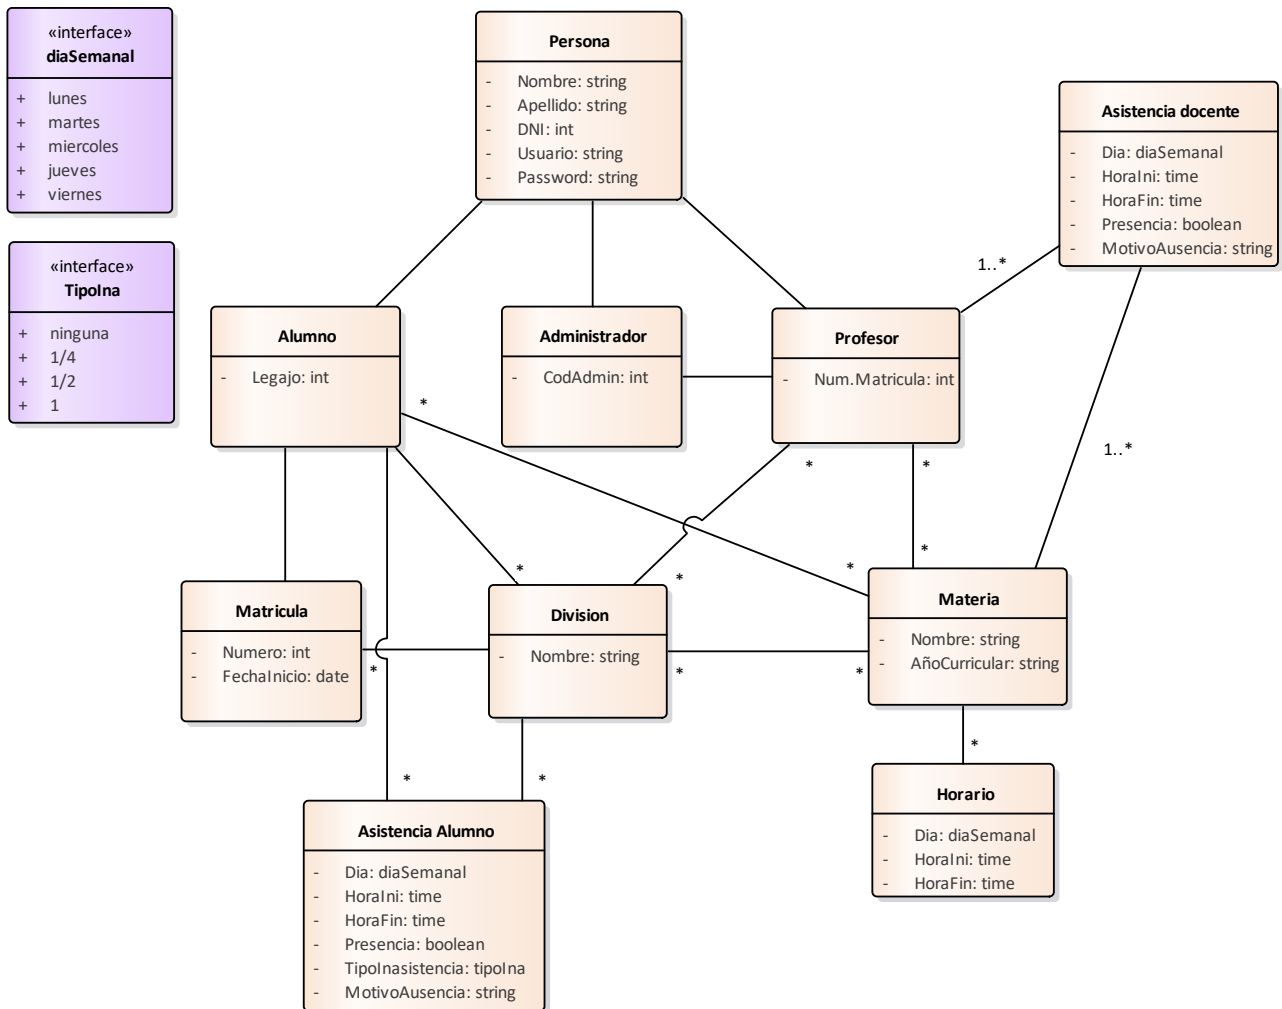 «interface»
diaSemanal
+ lunes
+ martes
+ miercoles
+ jueves
+ viernes
«interface»
TipoIna
+ ninguna
+ 1/4
+ 1/2
+ 1
Persona
- Nombre: string
- Apellido: string
- DNI: int
- Usuario: string
- Password: string
Asistencia docente
- Dia: diaSemanal
- HoraIni: time
- HoraFin: time
- Presencia: boolean
- MotivoAusencia: string
1..*
1..*
Alumno
- Legajo: int
Administrador
- CodAdmin: int
Profesor
- Num.Matricula: int
*
*
*
*
*
*
*
Matricula
- Numero: int
- FechaInicio: date
*
Division
- Nombre: string
*
*
Materia
- Nombre: string
- AñoCurricular: string
*
*
*
Asistencia Alumno
- Dia: diaSemanal
- HoraIni: time
- HoraFin: time
- Presencia: boolean
- TipoInasistencia: tipoIna
- MotivoAusencia: string
Horario
- Dia: diaSemanal
- HoraIni: time
- HoraFin: time